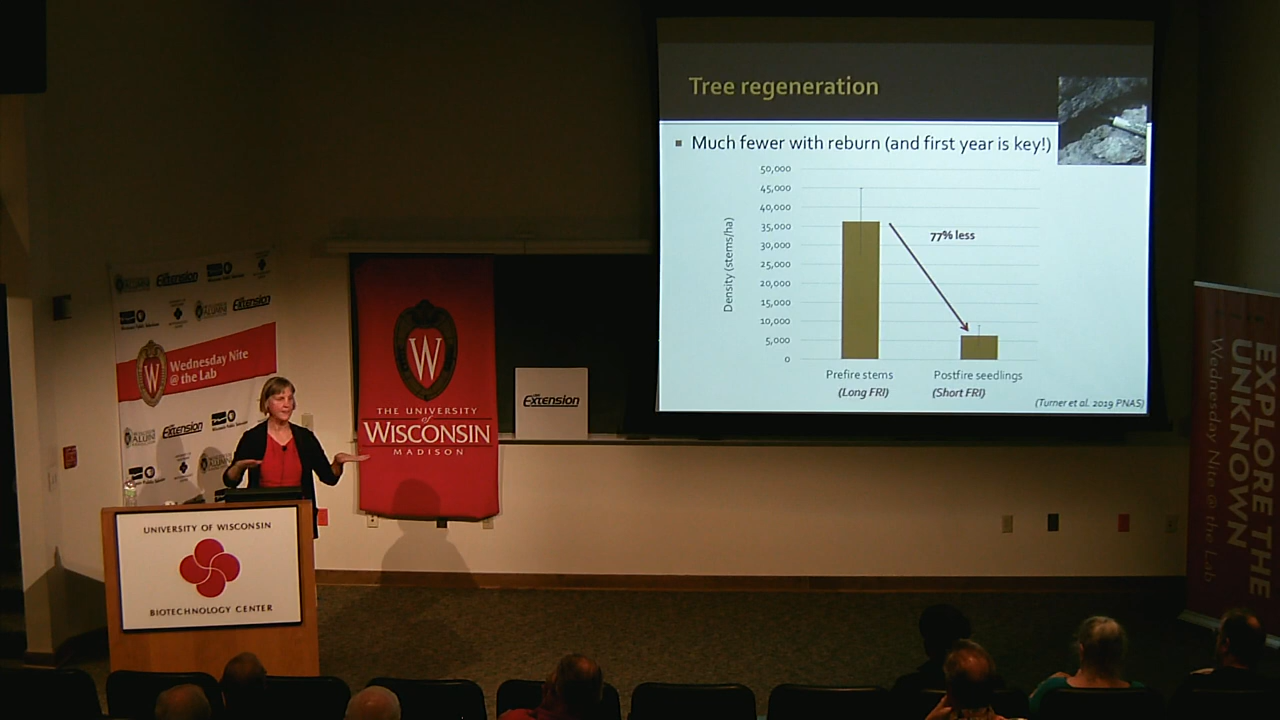 Tree regeneration
Much fewer with reburn (and first year is key!)
50,000
45,000
40,000
35,000
30,000
25,000
20,000
15,000
10,000
5,000
0
Density (stems/ha)
77% less
Prefire stems
(Long FRI)
Postfire seedlings
(Short FRI)
(Turner et al. 2019 PNAS)
Extension
Extension
Wednesday Nite
@ the Lab
Extension
W
THE UNIVERSITY
of
WISCONSIN
MADISON
Extension
UNIVERSITY OF WISCONSIN
BIOTECHNOLOGY CENTER
EXPLORE THE
UNKNOWN
Wednesday Nite @ the Lab